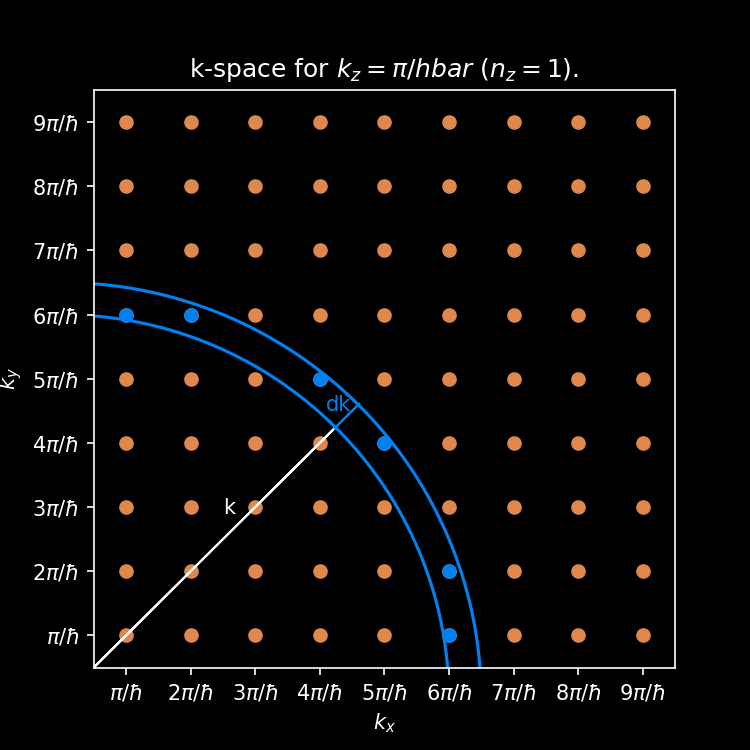 k-space for k_z = π/hbar (n_z = 1).
9π/ħ
8π/ħ
7π/ħ
6π/ħ
5π/ħ
4π/ħ
3π/ħ
2π/ħ
π/ħ
k_y
dk
k
π/ħ 2π/ħ 3π/ħ 4π/ħ 5π/ħ 6π/ħ 7π/ħ 8π/ħ 9π/ħ
k_x